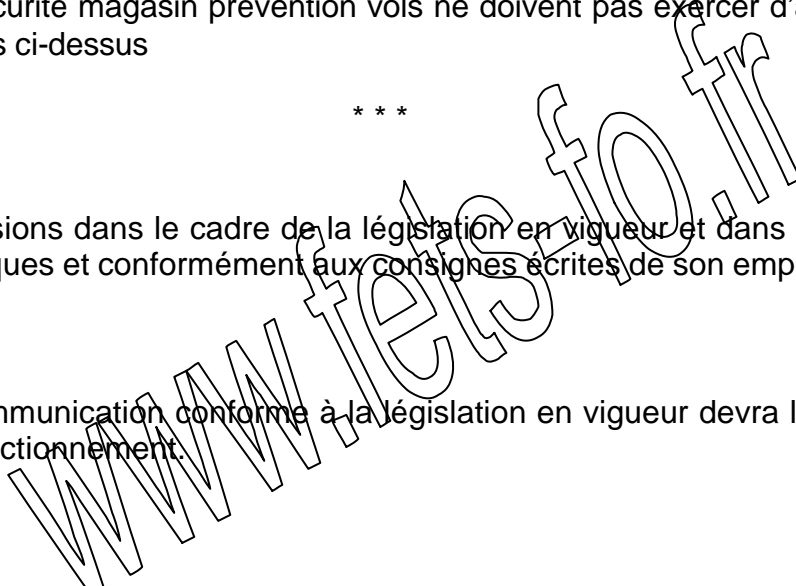 curité magasin prévention vols ne doivent pas exercer d'a
s ci-dessus
* * *
sions dans le cadre de la législation en vigueur et dans
ques et conformément aux consignes écrites de son emp
mmunication conforme à la législation en vigueur devra l
ctionnement.
www.fets-fo.fr